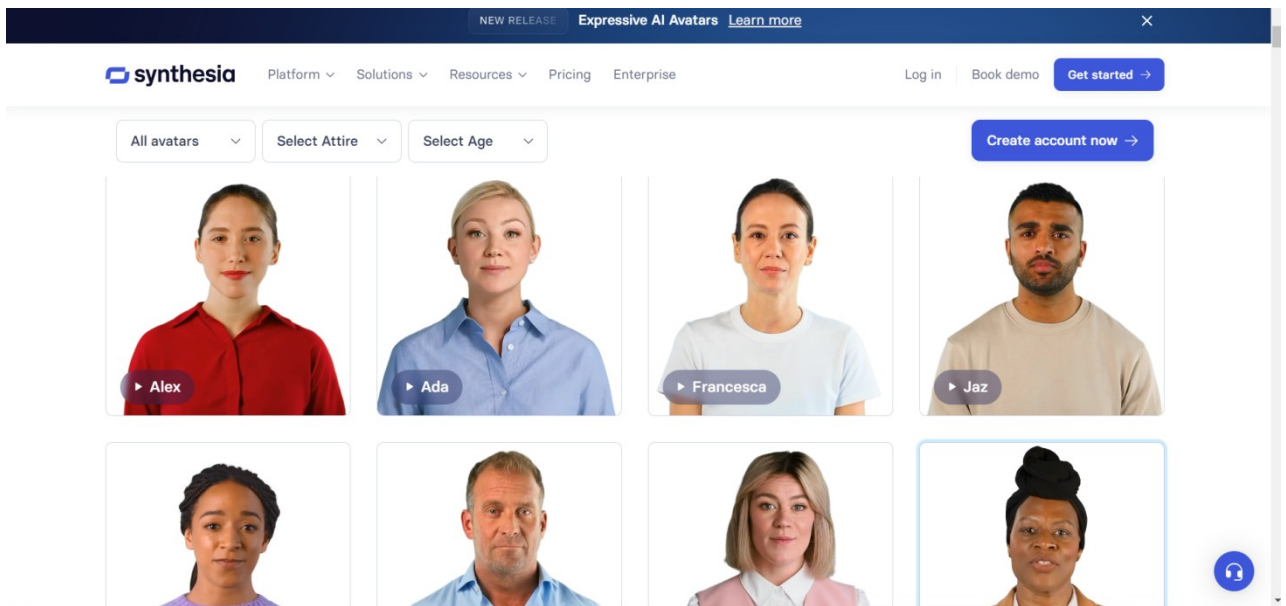 NEW RELEASE Expressive AI Avatars Learn more
synthesia Platform Solutions Resources Pricing Enterprise Log in Book demo Get started →
All avatars Select Attire Select Age Create account now →
Alex Ada Francesca Jaz